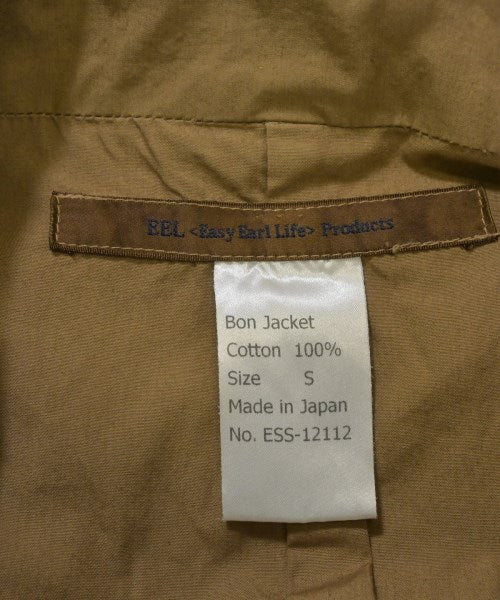 EEL <Easy Earl Life> Products
Bon Jacket
Cotton 100%
Size S
Made in Japan
No. ESS-12112